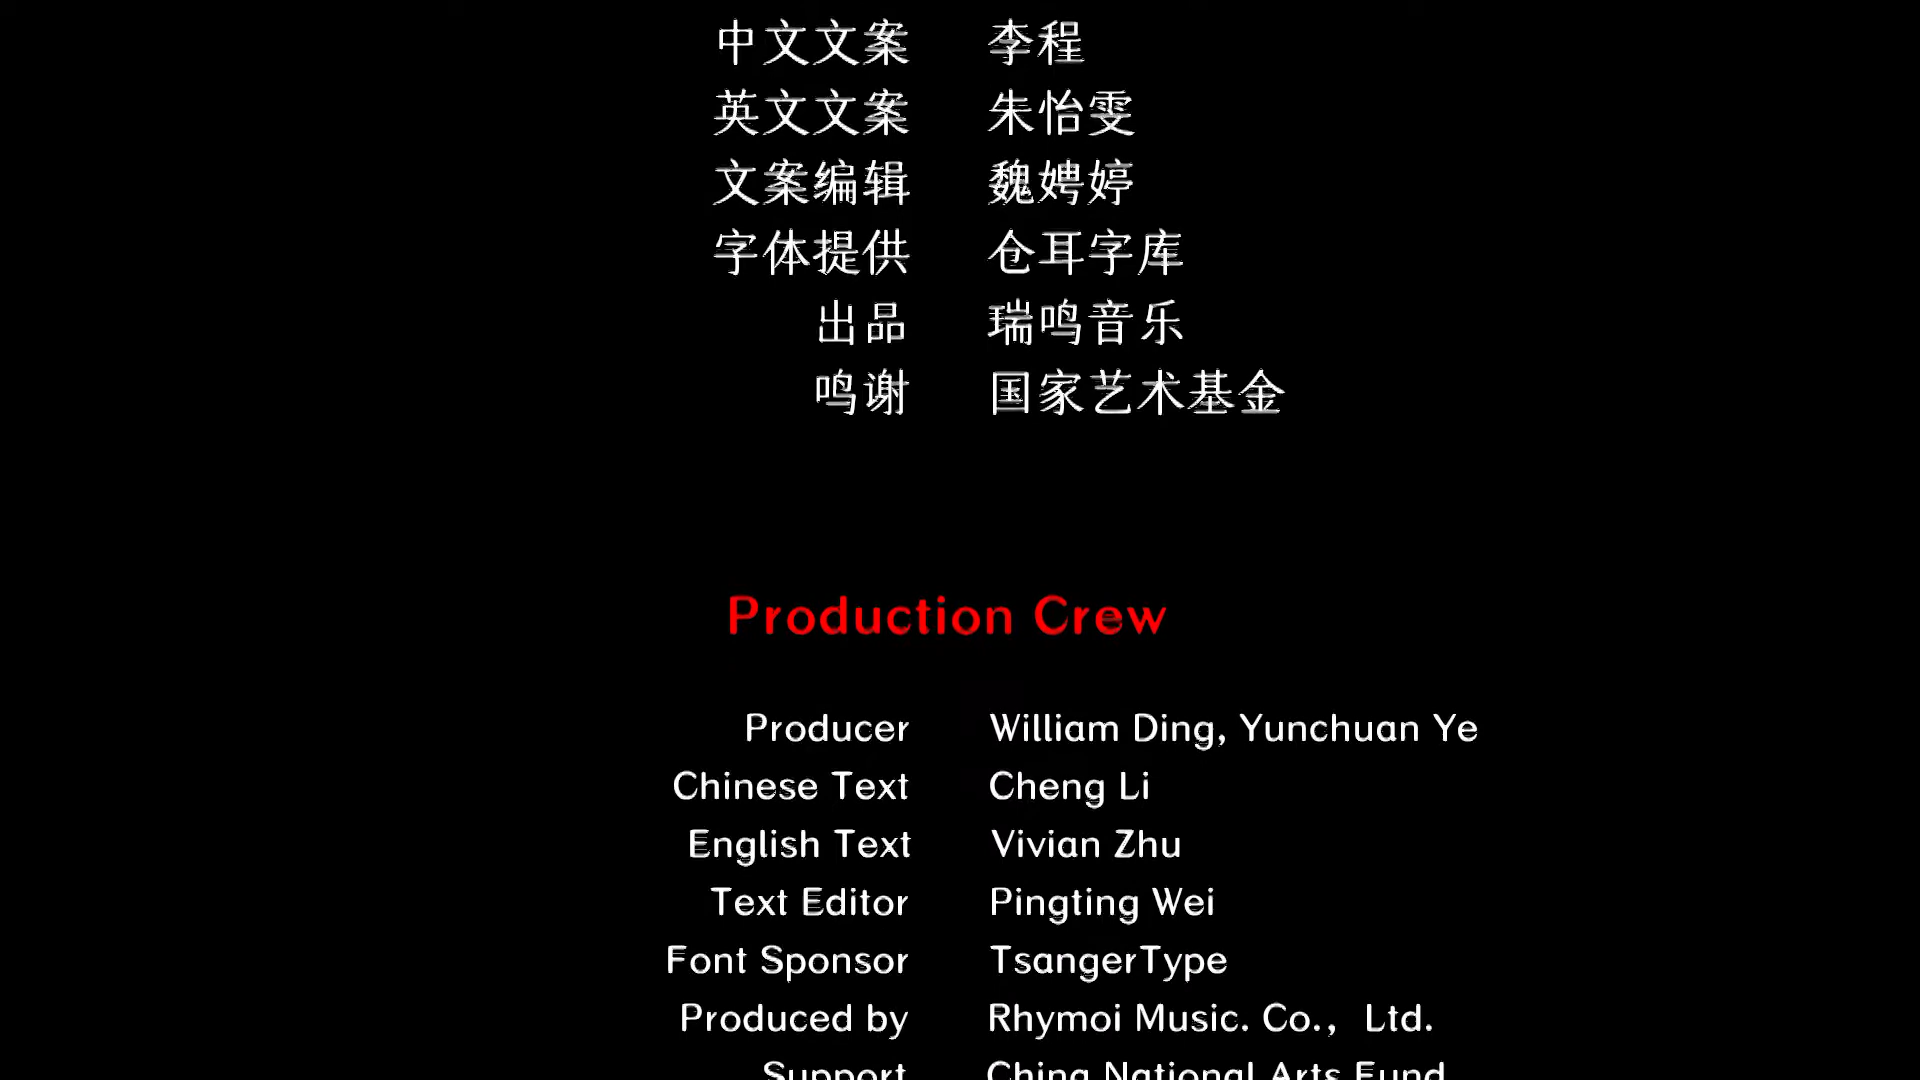 中文文案 李程
英文文案 朱怡雯
文案编辑 魏娉婷
字体提供 仓耳字库
出品 瑞鸣音乐
鸣谢 国家艺术基金
Production Crew
Producer William Ding, Yunchuan Ye
Chinese Text Cheng Li
English Text Vivian Zhu
Text Editor Pingting Wei
Font Sponsor TsangerType
Produced by Rhymoi Music. Co.，Ltd.
Support China National Arts Fund